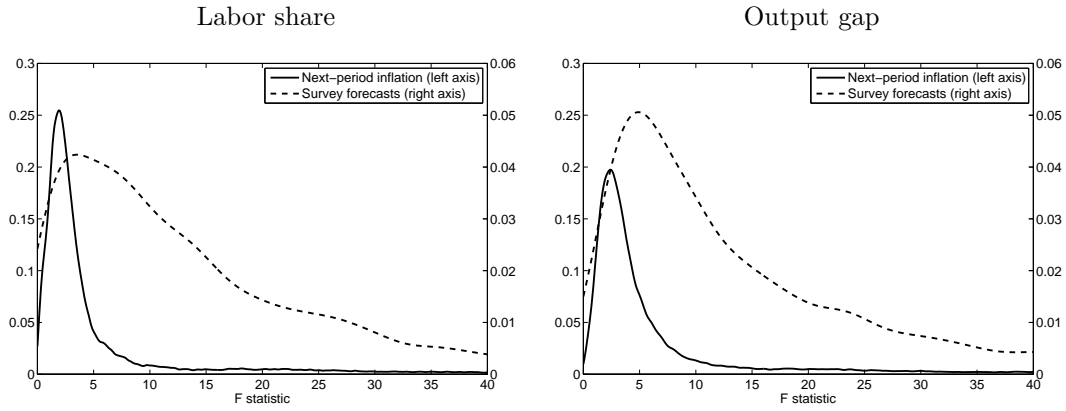 Labor share
0.3
0.25
0.2
0.15
0.1
0.05
0
0.06
0.05
0.04
0.03
0.02
0.01
0
Next−period inflation (left axis)
Survey forecasts (right axis)
0 5 10 15 20 25 30 35 40
F statistic
Output gap
0.3
0.25
0.2
0.15
0.1
0.05
0
0.06
0.05
0.04
0.03
0.02
0.01
0
Next−period inflation (left axis)
Survey forecasts (right axis)
0 5 10 15 20 25 30 35 40
F statistic